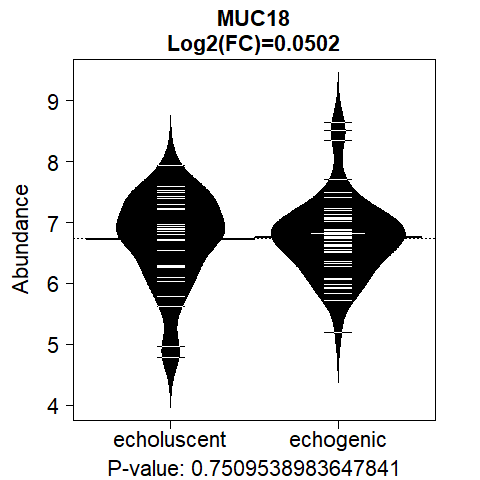 MUC18
Log2(FC)=0.0502
Abundance
9
8
7
6
5
4
echoluscent echogenic
P-value: 0.7509538983647841